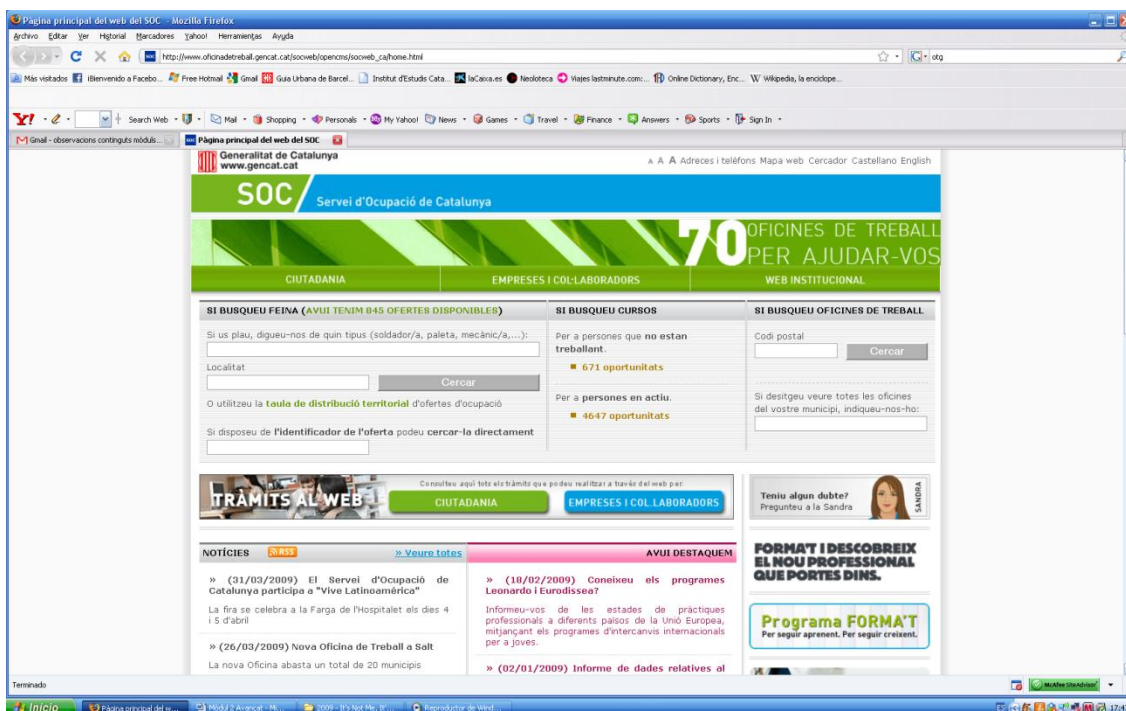 Pàgina principal del web del SOC - Mozilla Firefox
Archivo Editar Ver Historial Marcadores Yahoo! Herramientas Ayuda
http://www.oficinadetreball.gencat.cat/socweb/opencms/socweb_ca/home.html
otg
Más visitados iBienvenido a Facebo... Free Hotmail Gmail Guia Urbana de Barcel... Institut d'Estudis Cata... laCaixa.es Neoloteca Viajes lastminute.com:... Online Dictionary, Enc... Wikipedia, la enciclope...
Y! Search Web Mail Shopping Personals My Yahoo! News Games Travel Finance Answers Sports Sign In
Gmail - observacions continguts mòduls... Pàgina principal del web del SOC
Generalitat de Catalunya
www.gencat.cat
A A A Adreces i telèfons Mapa web Cercador Castellano English
SOC Servei d'Ocupació de Catalunya
70 OFICINES DE TREBALL
PER AJUDAR-VOS
CIUTADANIA EMPRESES I COL·LABORADORS WEB INSTITUCIONAL
SI BUSQUEU FEINA (AVUI TENIM 845 OFERTES DISPONIBLES)
Si us plau, digueu-nos de quin tipus (soldador/a, paleta, mecànic/a,...):
Localitat
Cercar
O utilitzeu la taula de distribució territorial d'ofertes d'ocupació
Si disposeu de l'identificador de l'oferta podeu cercar-la directament
SI BUSQUEU CURSOS
Per a persones que no estan
treballant.
671 oportunitats
Per a persones en actiu.
4647 oportunitats
SI BUSQUEU OFICINES DE TREBALL
Codi postal
Cercar
Si desitgeu veure totes les oficines
del vostre municipi, indiqueu-nos-ho:
TRÀMITS AL WEB
Consulteu aquí tots els tràmits que podeu realitzar a través del web per:
CIUTADANIA EMPRESES I COL.LABORADORS
Teniu algun dubte?
Pregunteu a la Sandra
SANDRA
NOTÍCIES RSS » Veure totes
» (31/03/2009) El Servei d'Ocupació de
Catalunya participa a "Vive Latinoamérica"
La fira se celebra a la Farga de l'Hospitalet els dies 4
i 5 d'abril
» (26/03/2009) Nova Oficina de Treball a Salt
La nova Oficina abasta un total de 20 municipis
AVUI DESTAQUEM
» (18/02/2009) Coneixeu els programes
Leonardo i Eurodissea?
Informeu-vos de les estades de pràctiques
professionals a diferents països de la Unió Europea,
mitjançant els programes d'intercanvis internacionals
per a joves.
» (02/01/2009) Informe de dades relatives al
FORMA'T I DESCOBREIX
EL NOU PROFESSIONAL
QUE PORTES DINS.
Programa FORMA'T
Per seguir aprenent. Per seguir creixent.
Terminado
McAfee SiteAdvisor
Inicio Pàgina principal del w... Mòdul 2 Avançat - Mi... 2009 - It's Not Me, It'... Reproductor de Wind...